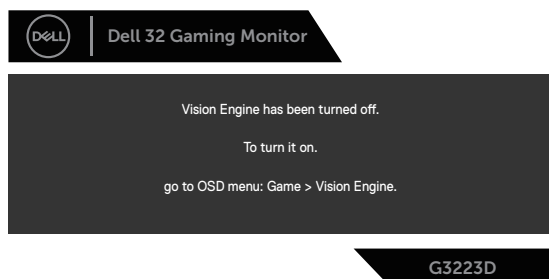 DELL
Dell 32 Gaming Monitor
Vision Engine has been turned off.
To turn it on.
go to OSD menu: Game > Vision Engine.
G3223D